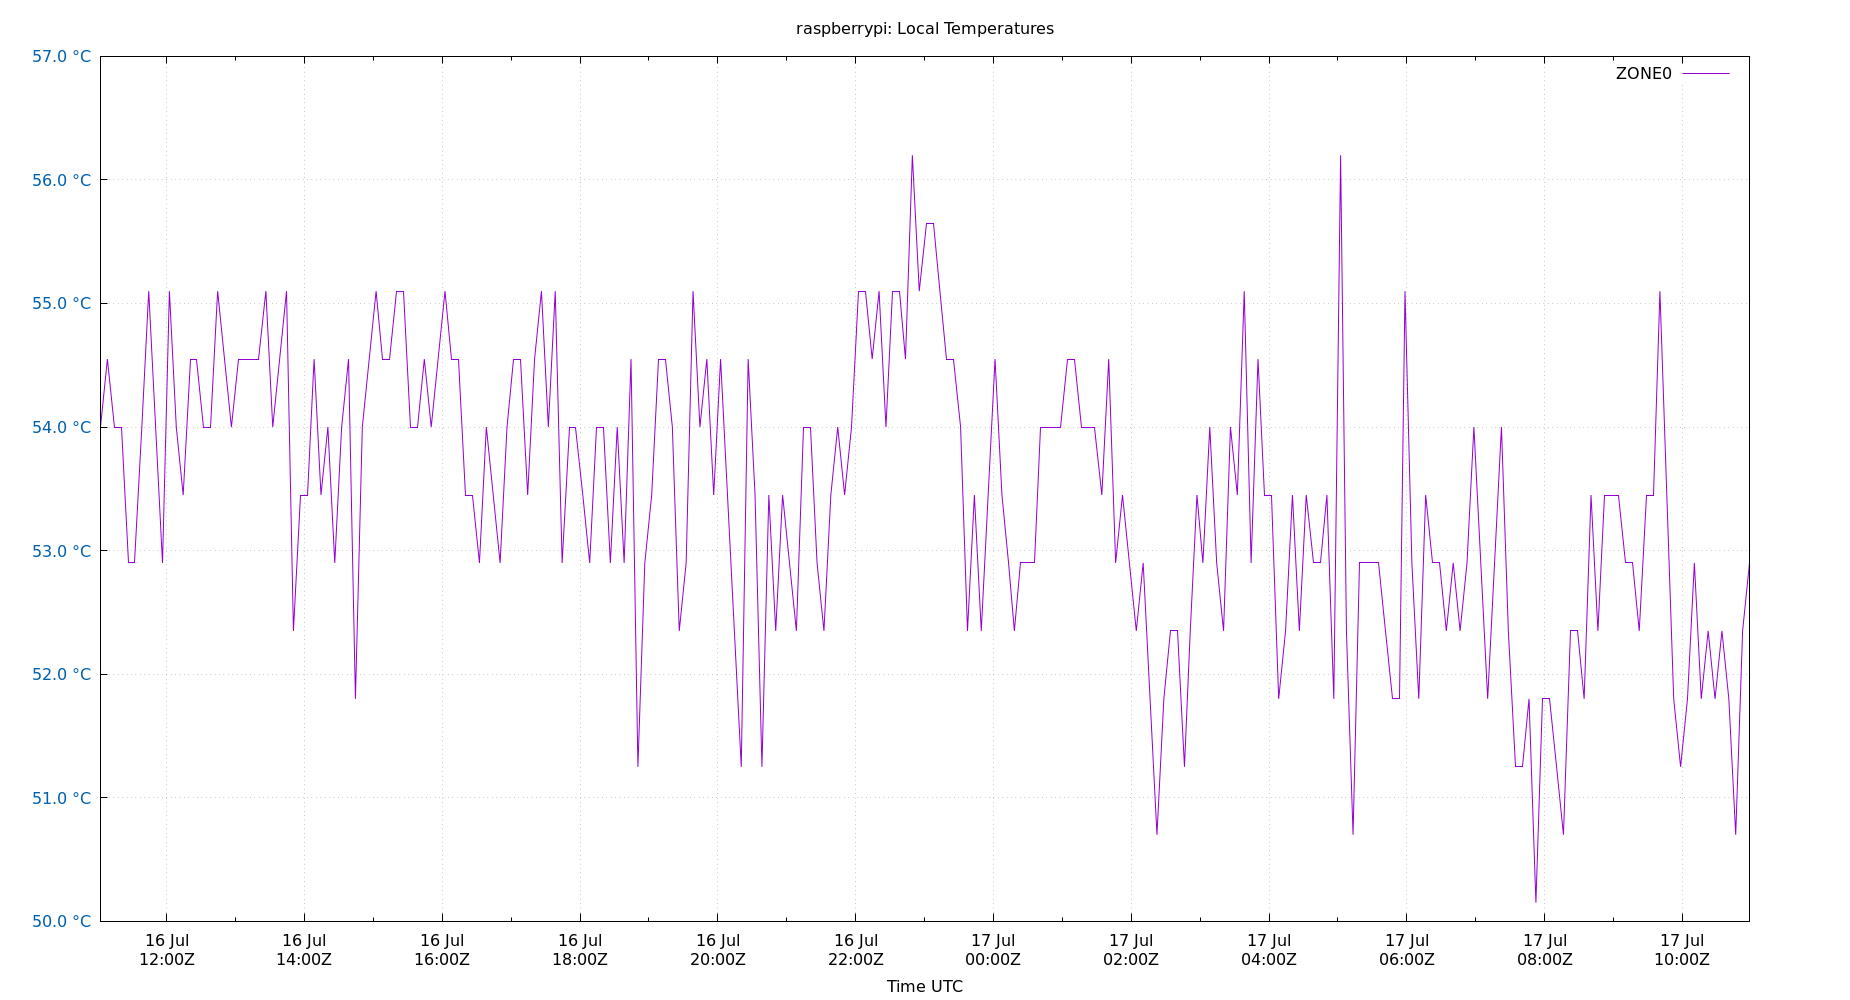 raspberrypi: Local Temperatures
57.0 °C
ZONE0
56.0 °C
55.0 °C
54.0 °C
53.0 °C
52.0 °C
51.0 °C
50.0 °C
16 Jul 16 Jul 16 Jul 16 Jul 16 Jul 16 Jul 17 Jul 17 Jul 17 Jul 17 Jul 17 Jul 17 Jul
12:00Z 14:00Z 16:00Z 18:00Z 20:00Z 22:00Z 00:00Z 02:00Z 04:00Z 06:00Z 08:00Z 10:00Z
Time UTC